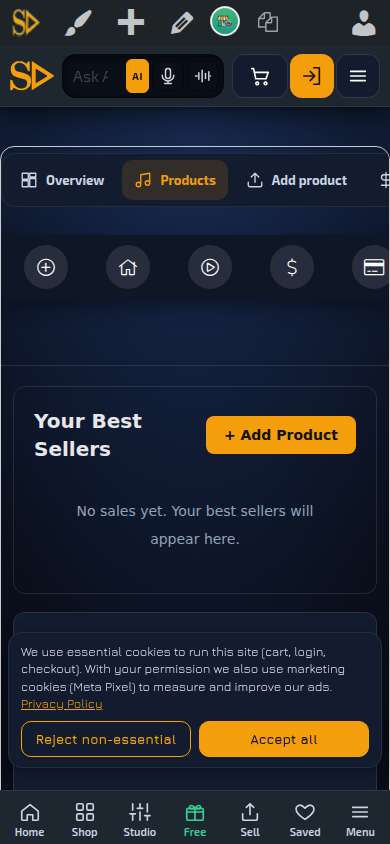 SD
SD
Ask A
AI
Overview
Products
Add product
$
$
Your Best
Sellers
+ Add Product
No sales yet. Your best sellers will
appear here.
We use essential cookies to run this site (cart, login,
checkout). With your permission we also use marketing
cookies (Meta Pixel) to measure and improve our ads.
Privacy Policy
Reject non-essential
Accept all
Home
Shop
Studio
Free
Sell
Saved
Menu